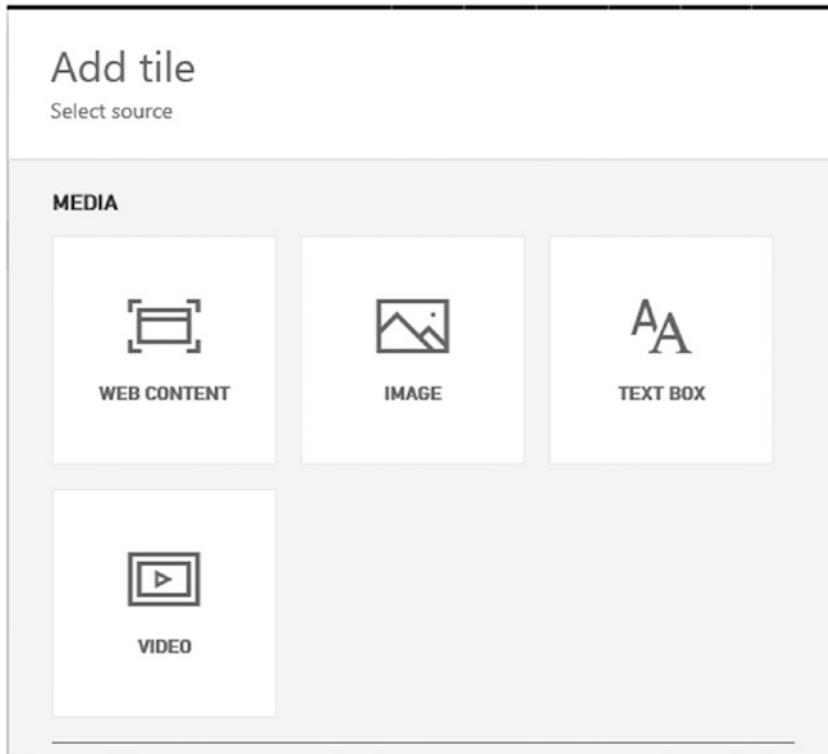 Add tile
Select source
MEDIA
WEB CONTENT
IMAGE
TEXT BOX
VIDEO